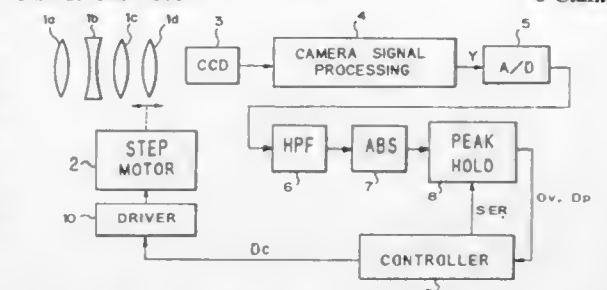 1a 1b 1c 1d 3 4 5
CCD
CAMERA SIGNAL
PROCESSING
Y
A/D
STEP
MOTOR
2
HPF
ABS
PEAK
HOLD
6 7 8
SER
Ov, Dp
10
DRIVER
Dc
CONTROLLER